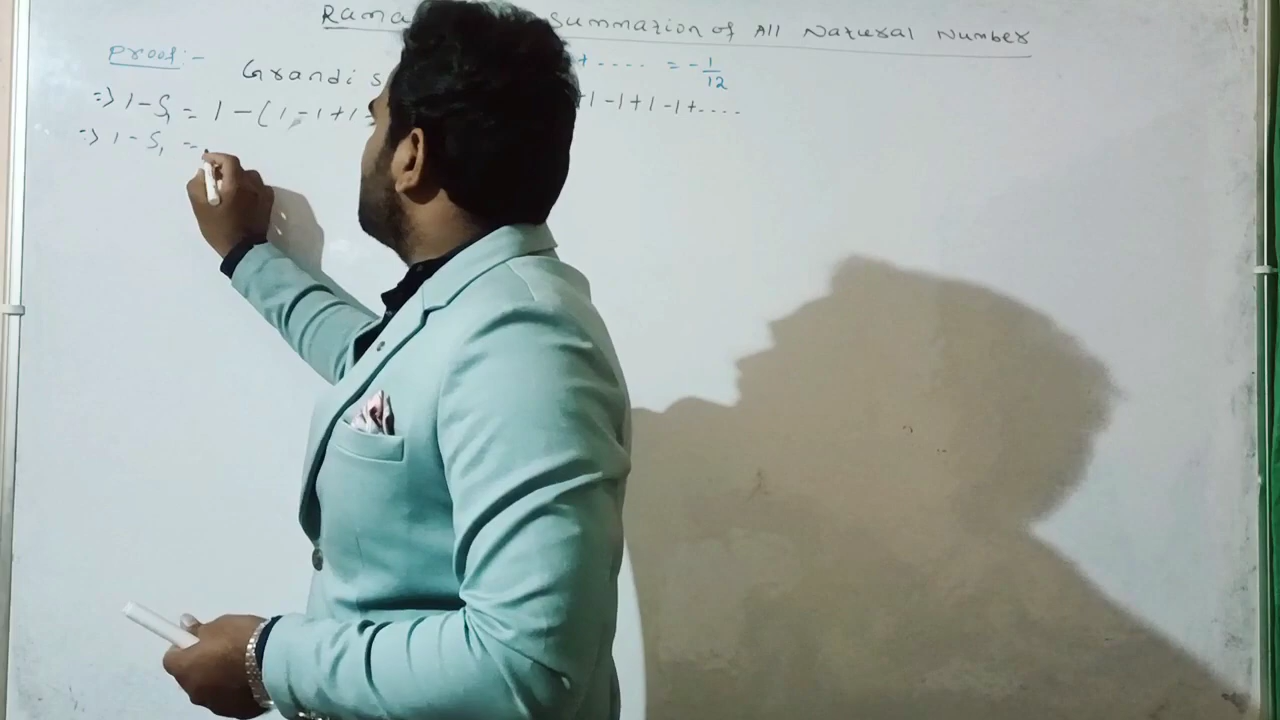 Rama Summation of All Natural Number
Proof:- + ..... = -1/12
Grandi s +1-1+1-1+....
=> 1-S₁ = 1-(1-1+1-
=> 1-S₁ =